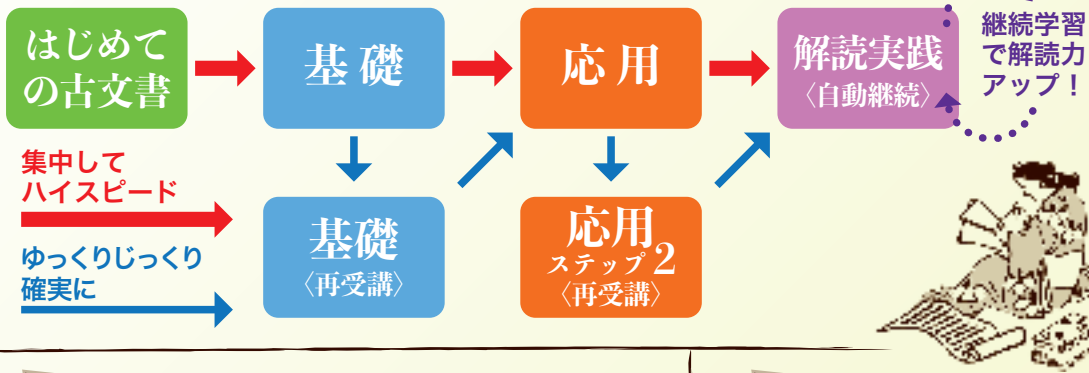 はじめて
の古文書
基礎
応用
解読実践
〈自動継続〉
継続学習
で解読力
アップ！
集中して
ハイスピード
ゆっくりじっくり
確実に
基礎
〈再受講〉
応用
ステップ2
〈再受講〉